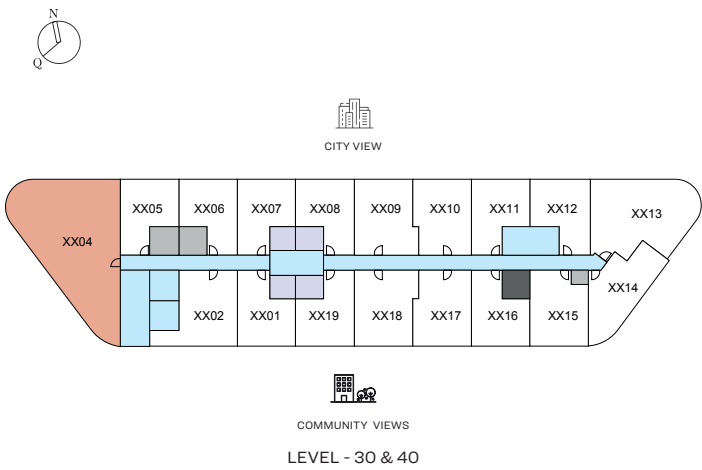 N
Q
CITY VIEW
XX05 XX06 XX07 XX08 XX09 XX10 XX11 XX12
XX13
XX04
XX14
XX02 XX01 XX19 XX18 XX17 XX16 XX15
COMMUNITY VIEWS
LEVEL - 30 & 40